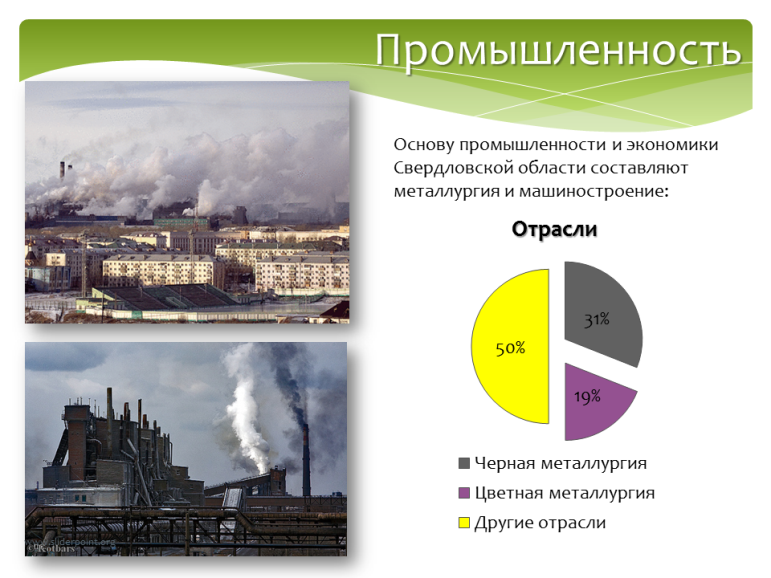 Промышленность
Основу промышленности и экономики
Свердловской области составляют
металлургия и машиностроение:
Отрасли
31%
50%
19%
Черная металлургия
Цветная металлургия
Другие отрасли